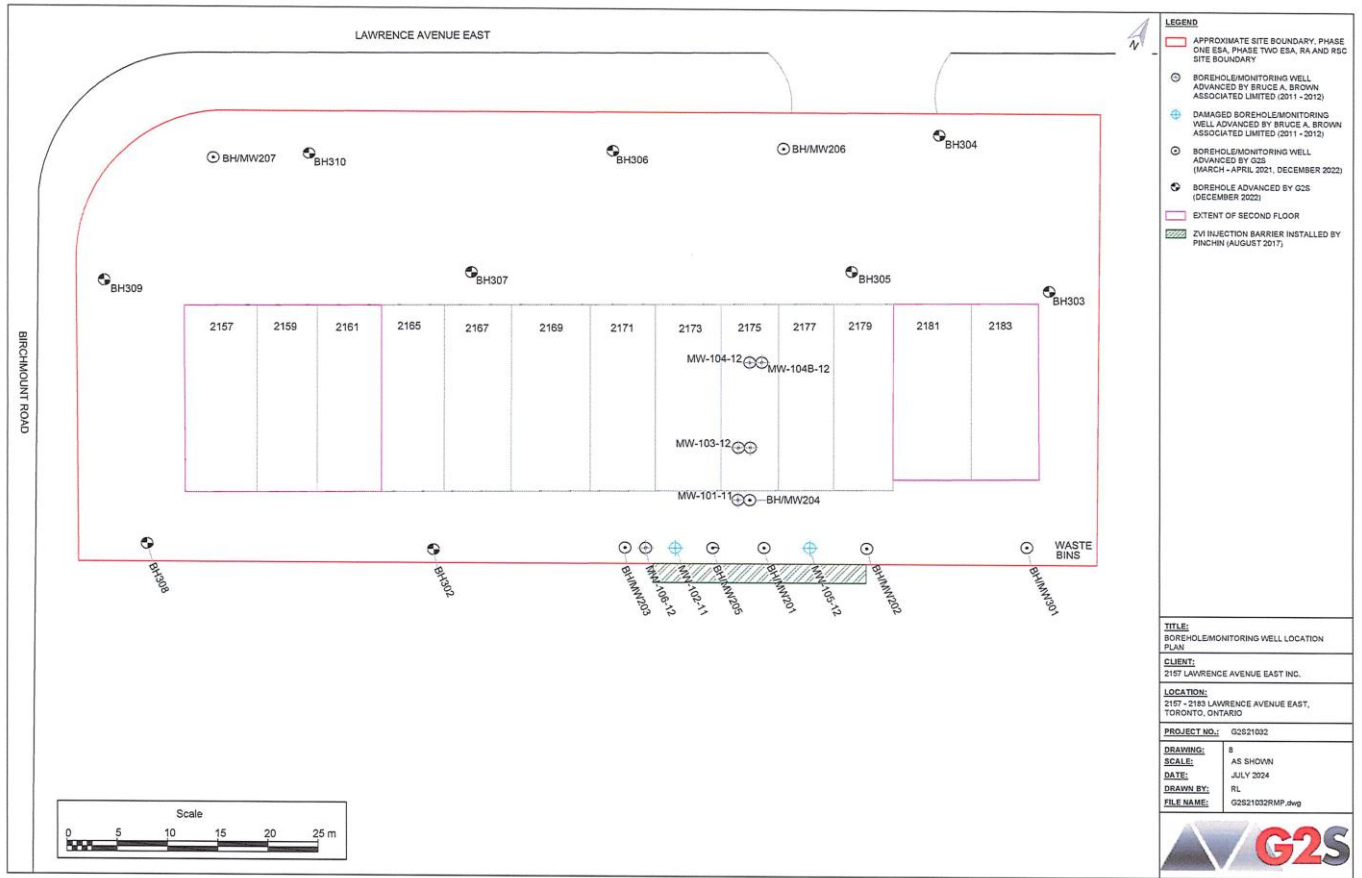 LAWRENCE AVENUE EAST
N
BIRCHMOUNT ROAD
BH/MW207
BH310
BH306
BH/MW206
BH304
BH309
BH307
BH305
BH303
2157
2159
2161
2165
2167
2169
2171
2173
2175
2177
2179
2181
2183
MW-104-12
MW-104B-12
MW-103-12
MW-101-11
BH/MW204
WASTE
BINS
BH308
BH302
BH/MW203
MW-106-12
MW-102-11
BH/MW205
BH/MW201
MW-105-12
BH/MW202
BH/MW301
Scale
0 5 10 15 20 25 m
LEGEND
APPROXIMATE SITE BOUNDARY, PHASE
ONE ESA, PHASE TWO ESA, RA AND RSC
SITE BOUNDARY
BOREHOLE/MONITORING WELL
ADVANCED BY BRUCE A. BROWN
ASSOCIATED LIMITED (2011 - 2012)
DAMAGED BOREHOLE/MONITORING
WELL ADVANCED BY BRUCE A. BROWN
ASSOCIATED LIMITED (2011 - 2012)
BOREHOLE/MONITORING WELL
ADVANCED BY G2S
(MARCH - APRIL 2021, DECEMBER 2022)
BOREHOLE ADVANCED BY G2S
(DECEMBER 2022)
EXTENT OF SECOND FLOOR
ZVI INJECTION BARRIER INSTALLED BY
PINCHIN (AUGUST 2017)
TITLE:
BOREHOLE/MONITORING WELL LOCATION
PLAN
CLIENT:
2157 LAWRENCE AVENUE EAST INC.
LOCATION:
2157 - 2183 LAWRENCE AVENUE EAST,
TORONTO, ONTARIO
PROJECT NO.: G2S21032
DRAWING: 8
SCALE: AS SHOWN
DATE: JULY 2024
DRAWN BY: RL
FILE NAME: G2S21032RMP.dwg
G2S